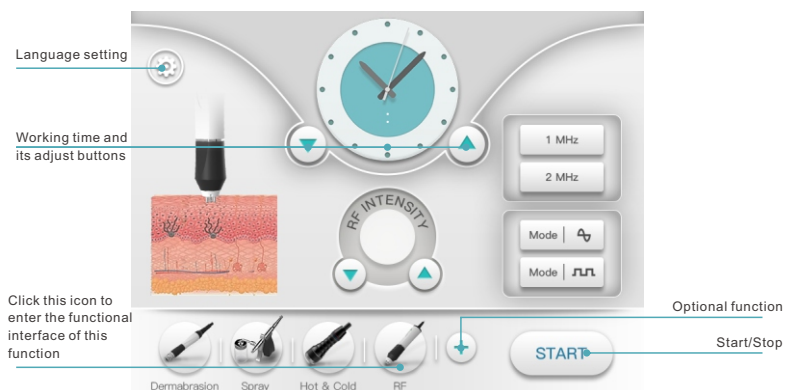 Language setting
Working time and
its adjust buttons
1 MHz
2 MHz
RF INTENSITY
Mode
Mode
Click this icon to
enter the functional
interface of this
function
Optional function
Start/Stop
START
Dermabrasion
Spray
Hot & Cold
RF